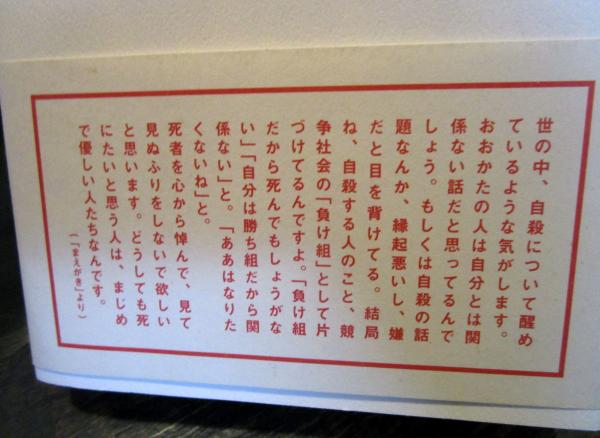 世の中、自殺について醒め
ているような気がします。
おおかたの人は自分とは関
係ない話だと思ってるんで
しょう。もしくは自殺の話
題なんか、縁起悪いし、嫌
だと目を背けてる。結局
ね、自殺する人のこと、競
争社会の「負け組」として片
づけてるんですよ。「負け組
だから死んでもしょうがな
い」「自分は勝ち組だから関
係ない」と。「ああはなりた
くないね」と。
死者を心から悼んで、見て
見ぬふりをしないで欲しい
と思います。どうしても死
にたいと思う人は、まじめ
で優しい人たちなんです。
（「まえがき」より）